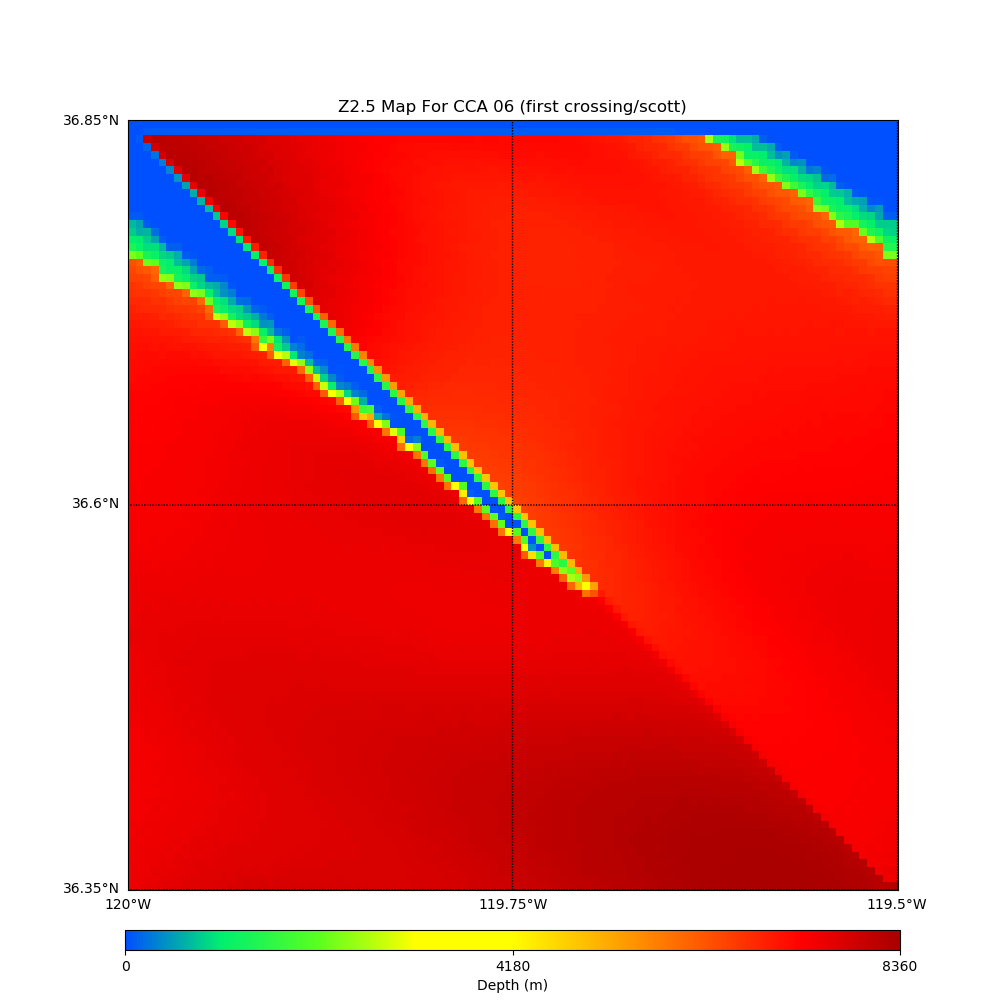 Z2.5 Map For CCA 06 (first crossing/scott)
36.85°N
36.6°N
36.35°N
120°W 119.75°W 119.5°W
0 4180 8360
Depth (m)